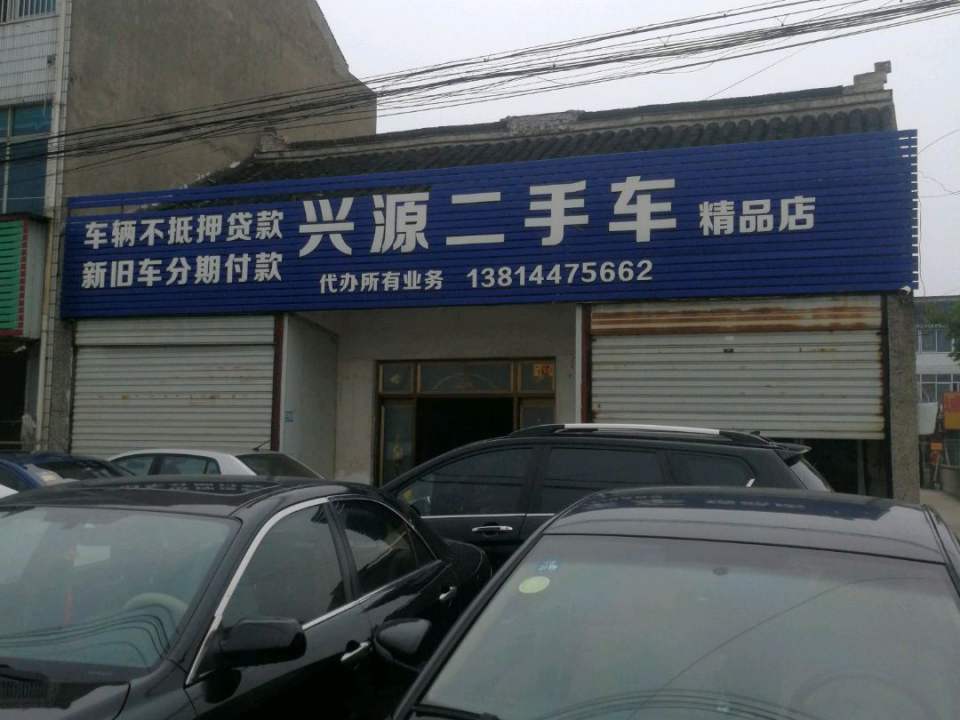 车辆不抵押贷款
新旧车分期付款
兴源二手车
精品店
代办所有业务 13814475662